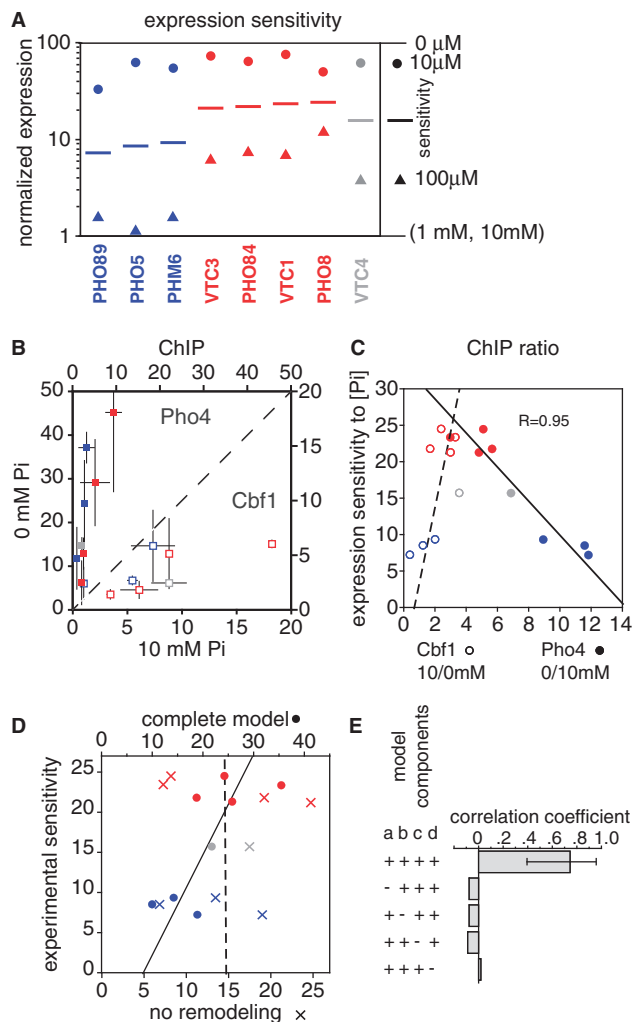 A expression sensitivity
100
10
1
normalized expression
0 µM
10µM
sensitivity
100µM
(1 mM, 10mM)
PHO89 PHO5 PHM6 VTC3 PHO84 VTC1 PHO8 VTC4
B ChIP
0 10 20 30 40 50
50
40
30
20
10
0
0 mM Pi
20
15
10
5
0
Pho4
Cbf1
0 5 10 15 20
10 mM Pi
C ChIP ratio
30
25
20
15
10
5
0
expression sensitivity to [Pi]
R=0.95
0 2 4 6 8 10 12 14
Cbf1 Pho4
10/0mM 0/10mM
D complete model
0 10 20 30 40
25
20
15
10
5
0
experimental sensitivity
0 5 10 15 20 25
no remodeling ×
E
model
components
correlation coefficient
a b c d 0 .2 .4 .6 .8 1.0
+ + + +
- + + +
+ - + +
+ + - +
+ + + -